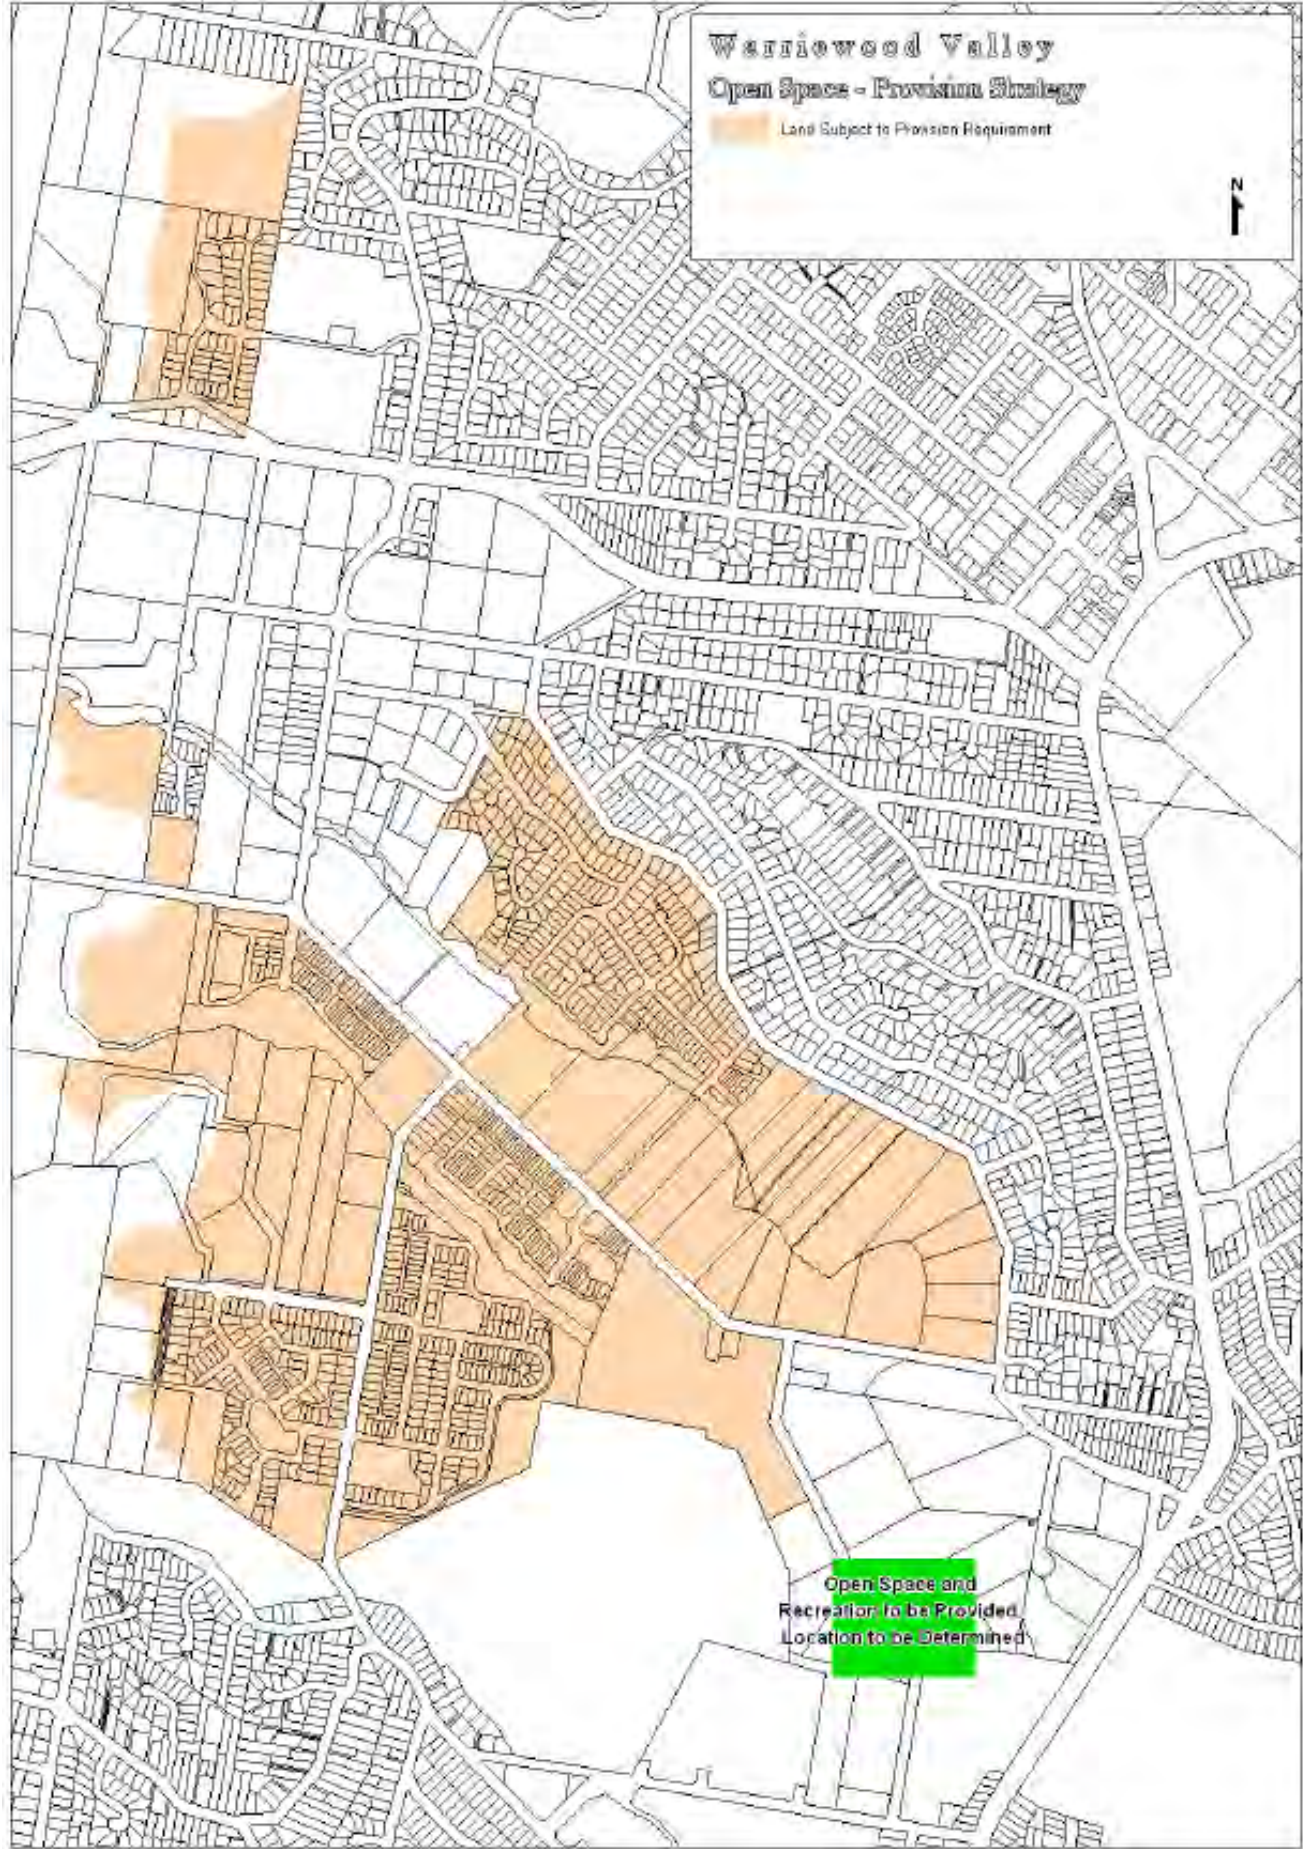 Warriewood Valley
Open Space - Provision Strategy
Land Subject to Provision Requirement
N
Open Space and
Recreation to be Provided.
Location to be Determined